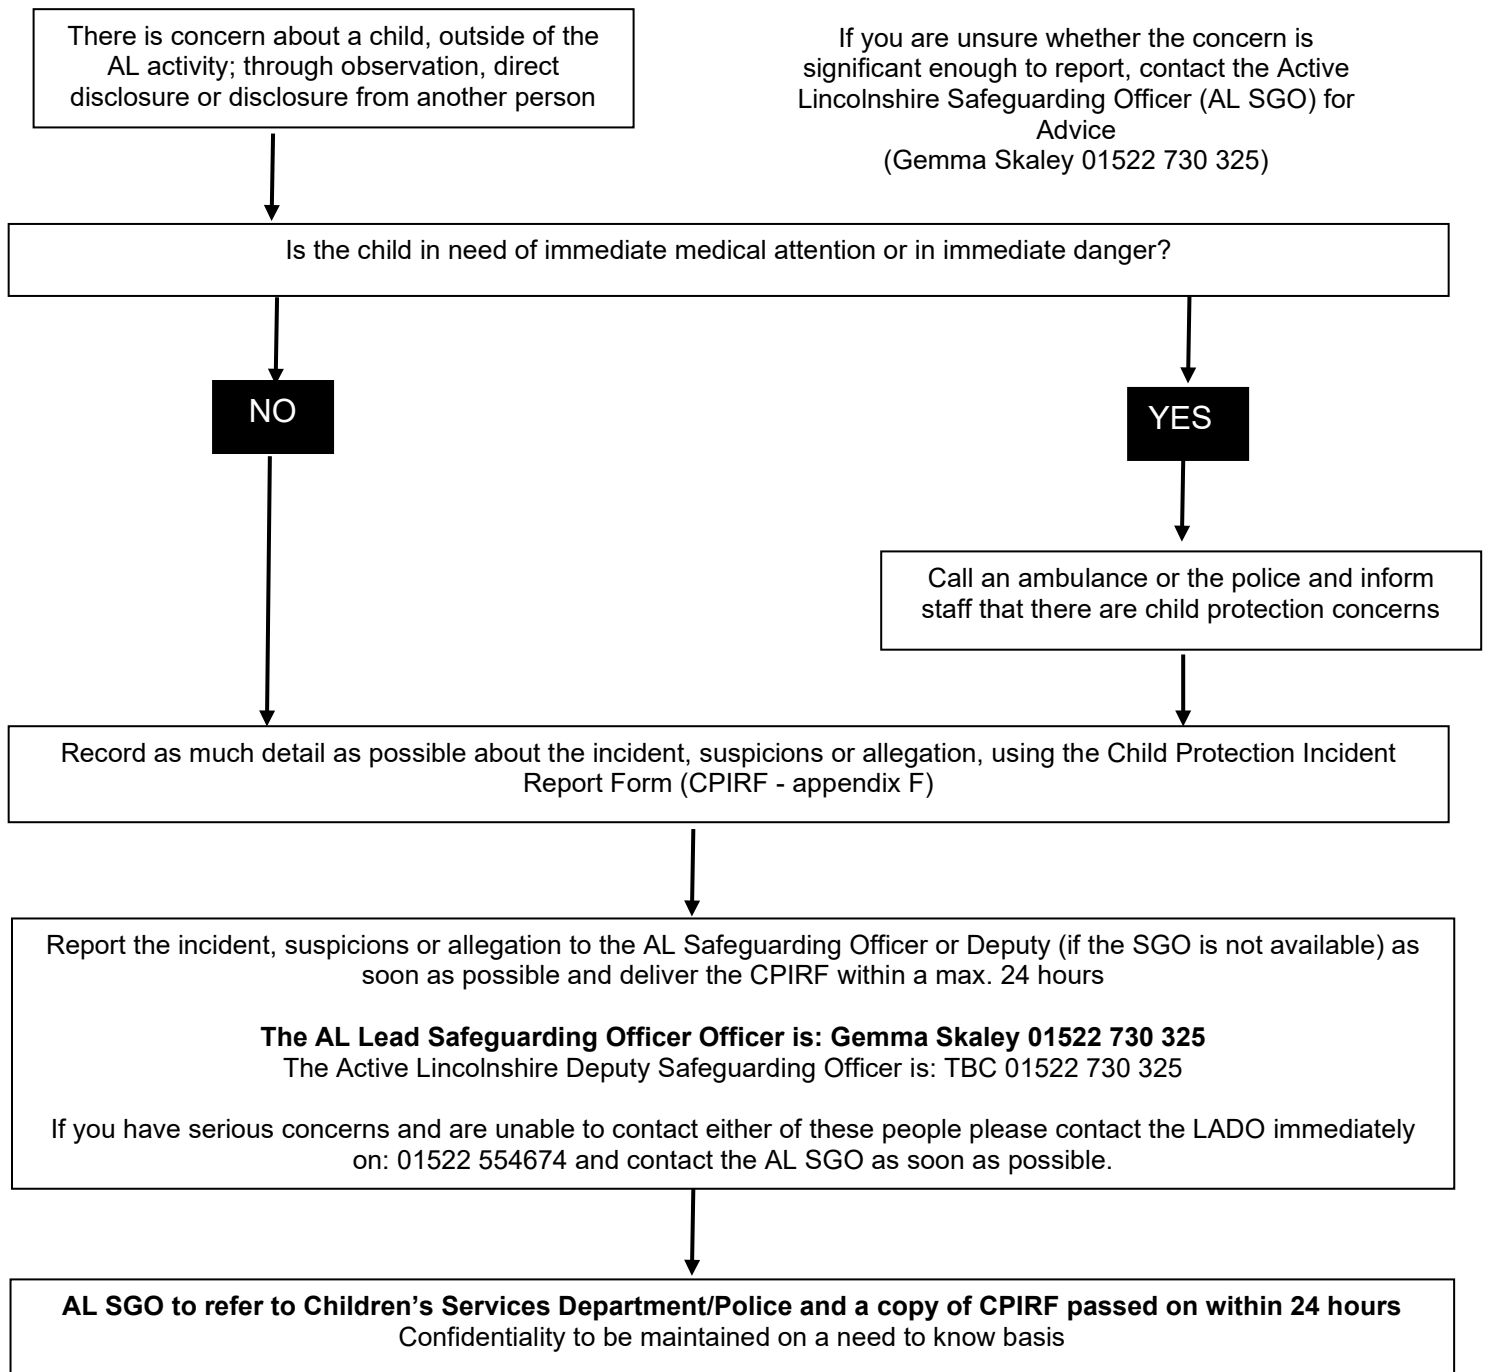 There is concern about a child, outside of the
AL activity; through observation, direct
disclosure or disclosure from another person
If you are unsure whether the concern is
significant enough to report, contact the Active
Lincolnshire Safeguarding Officer (AL SGO) for
Advice
(Gemma Skaley 01522 730 325)
Is the child in need of immediate medical attention or in immediate danger?
NO
YES
Call an ambulance or the police and inform
staff that there are child protection concerns
Record as much detail as possible about the incident, suspicions or allegation, using the Child Protection Incident
Report Form (CPIRF - appendix F)
Report the incident, suspicions or allegation to the AL Safeguarding Officer or Deputy (if the SGO is not available) as
soon as possible and deliver the CPIRF within a max. 24 hours
The AL Lead Safeguarding Officer Officer is: Gemma Skaley 01522 730 325
The Active Lincolnshire Deputy Safeguarding Officer is: TBC 01522 730 325
If you have serious concerns and are unable to contact either of these people please contact the LADO immediately
on: 01522 554674 and contact the AL SGO as soon as possible.
AL SGO to refer to Children’s Services Department/Police and a copy of CPIRF passed on within 24 hours
Confidentiality to be maintained on a need to know basis